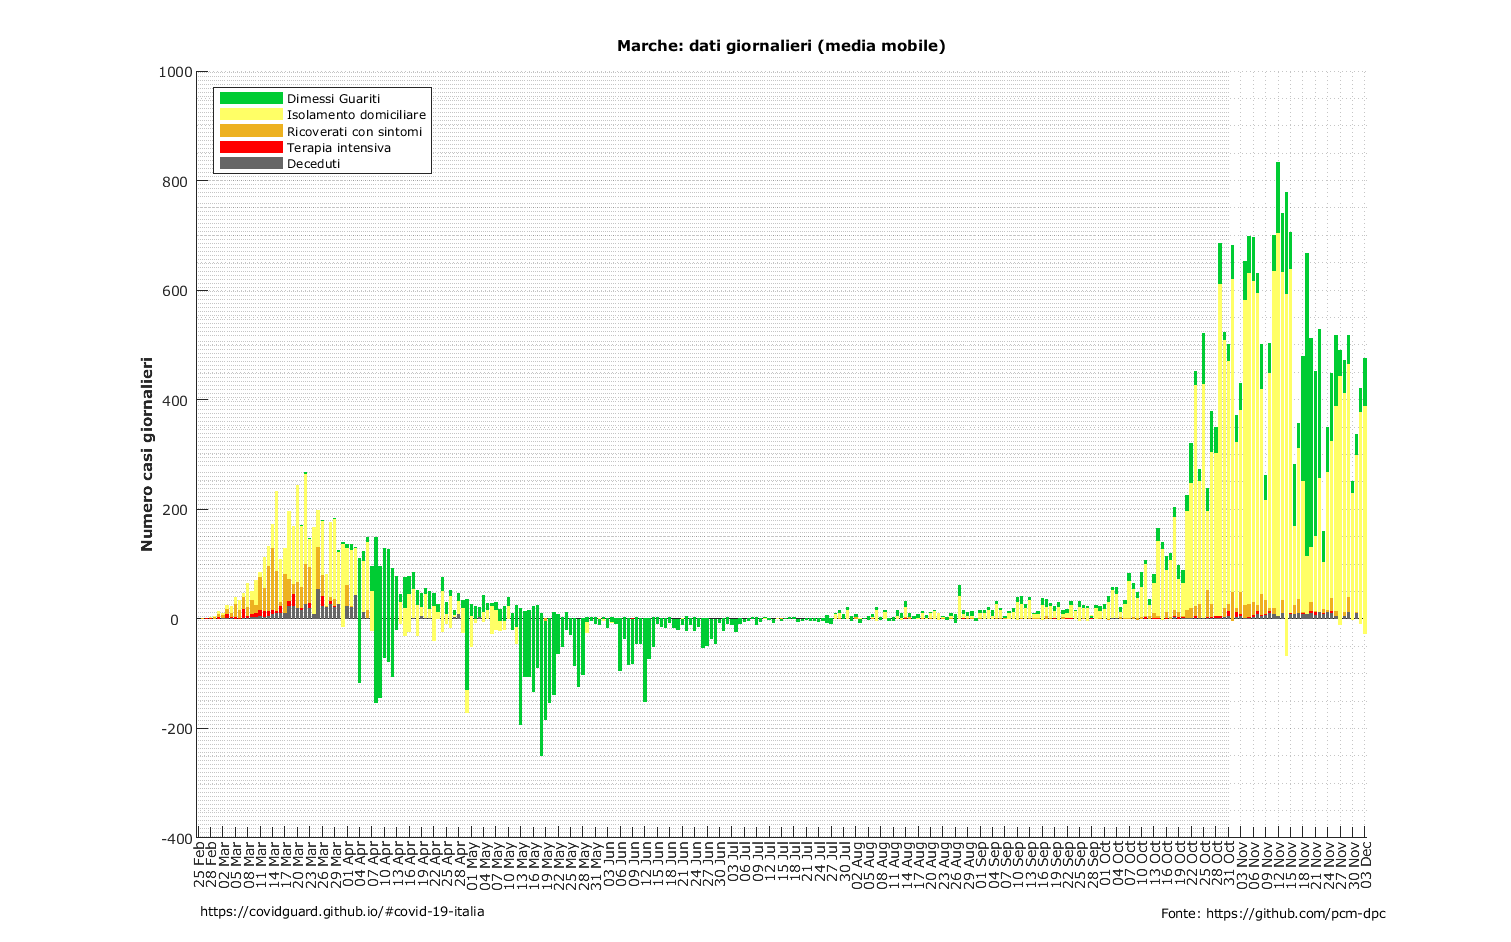 Marche: dati giornalieri (media mobile)
1000
800
600
400
200
0
-200
-400
Numero casi giornalieri
Dimessi Guariti
Isolamento domiciliare
Ricoverati con sintomi
Terapia intensiva
Deceduti
25 Feb
28 Feb
02 Mar
05 Mar
08 Mar
11 Mar
14 Mar
17 Mar
20 Mar
23 Mar
26 Mar
29 Mar
01 Apr
04 Apr
07 Apr
10 Apr
13 Apr
16 Apr
19 Apr
22 Apr
25 Apr
28 Apr
01 May
04 May
07 May
10 May
13 May
16 May
19 May
22 May
25 May
28 May
31 May
03 Jun
06 Jun
09 Jun
12 Jun
15 Jun
18 Jun
21 Jun
24 Jun
27 Jun
30 Jun
03 Jul
06 Jul
09 Jul
12 Jul
15 Jul
18 Jul
21 Jul
24 Jul
27 Jul
30 Jul
02 Aug
05 Aug
08 Aug
11 Aug
14 Aug
17 Aug
20 Aug
23 Aug
26 Aug
29 Aug
01 Sep
04 Sep
07 Sep
10 Sep
13 Sep
16 Sep
19 Sep
22 Sep
25 Sep
28 Sep
01 Oct
04 Oct
07 Oct
10 Oct
13 Oct
16 Oct
19 Oct
22 Oct
25 Oct
28 Oct
31 Oct
03 Nov
06 Nov
09 Nov
12 Nov
15 Nov
18 Nov
21 Nov
24 Nov
27 Nov
30 Nov
03 Dec
https://covidguard.github.io/#covid-19-italia
Fonte: https://github.com/pcm-dpc